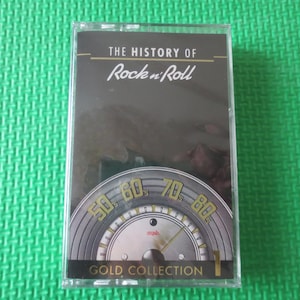 THE HISTORY OF
Rock n' Roll
50. 60. 70. 80.
GOLD COLLECTION 1